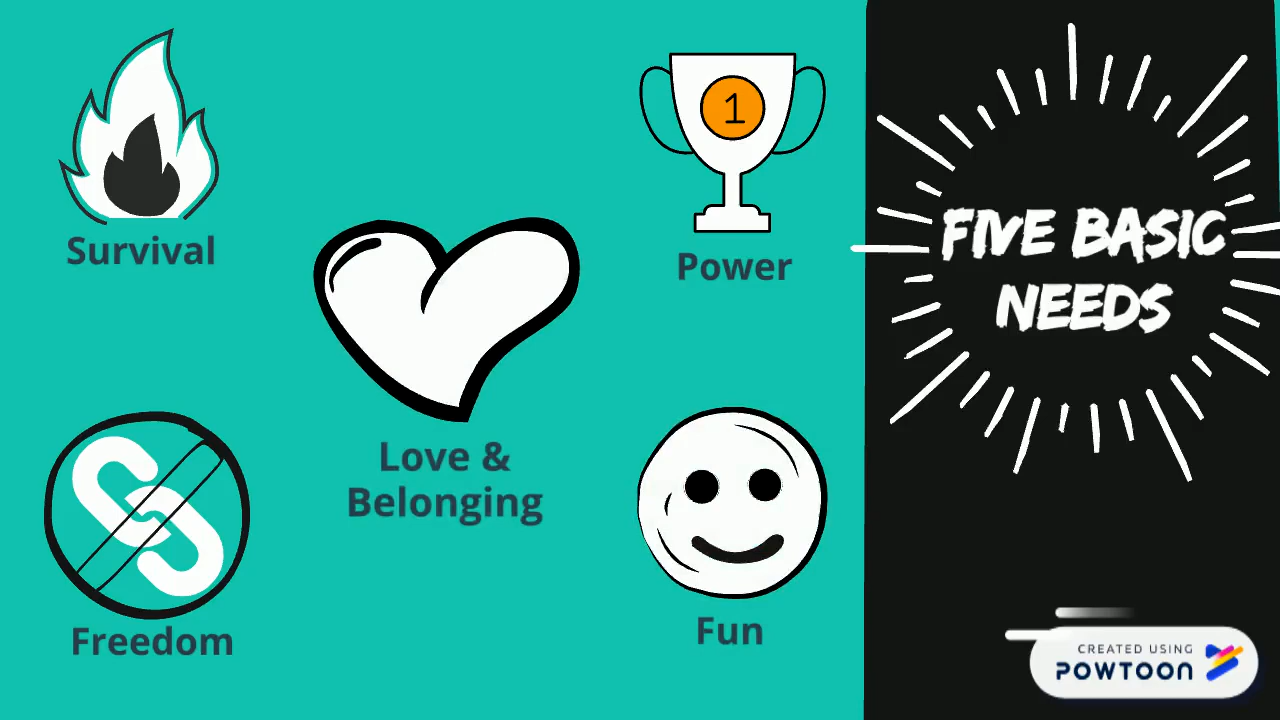 Survival
1
Power
Love &
Belonging
Freedom
Fun
FIVE BASIC
NEEDS
CREATED USING
POWTOON